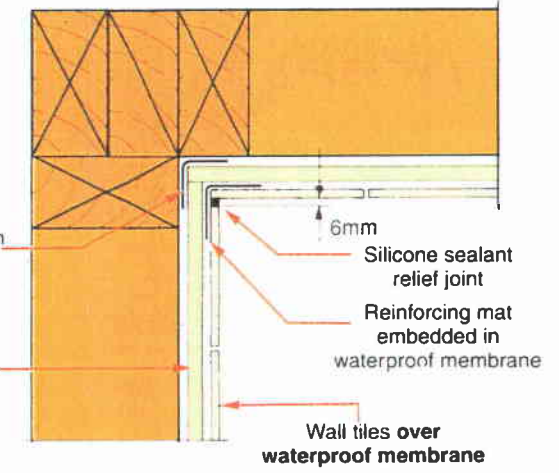 6mm
Silicone sealant
relief joint
Reinforcing mat
embedded in
waterproof membrane
Wall tiles over
waterproof membrane